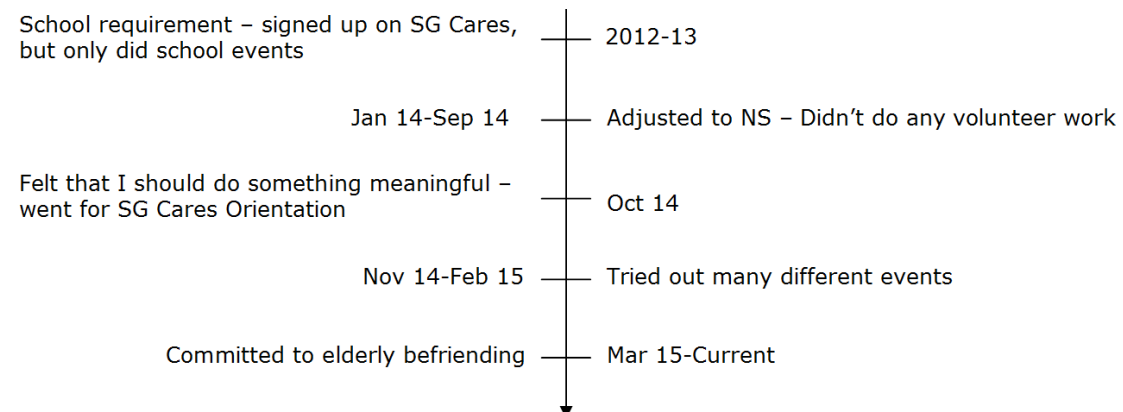 School requirement – signed up on SG Cares,
but only did school events
2012-13
Jan 14-Sep 14
Adjusted to NS – Didn’t do any volunteer work
Felt that I should do something meaningful –
went for SG Cares Orientation
Oct 14
Nov 14-Feb 15
Tried out many different events
Committed to elderly befriending
Mar 15-Current